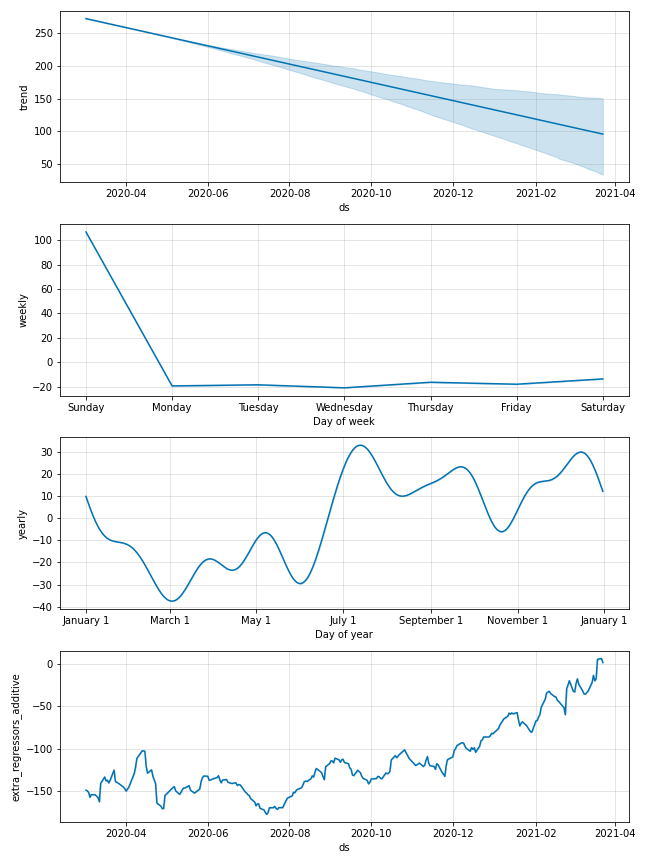 250
200
150
100
50
trend
2020-04 2020-06 2020-08 2020-10 2020-12 2021-02 2021-04
ds
100
80
60
40
20
0
−20
weekly
Sunday Monday Tuesday Wednesday Thursday Friday Saturday
Day of week
30
20
10
0
−10
−20
−30
−40
yearly
January 1 March 1 May 1 July 1 September 1 November 1 January 1
Day of year
0
−50
−100
−150
extra_regressors_additive
2020-04 2020-06 2020-08 2020-10 2020-12 2021-02 2021-04
ds